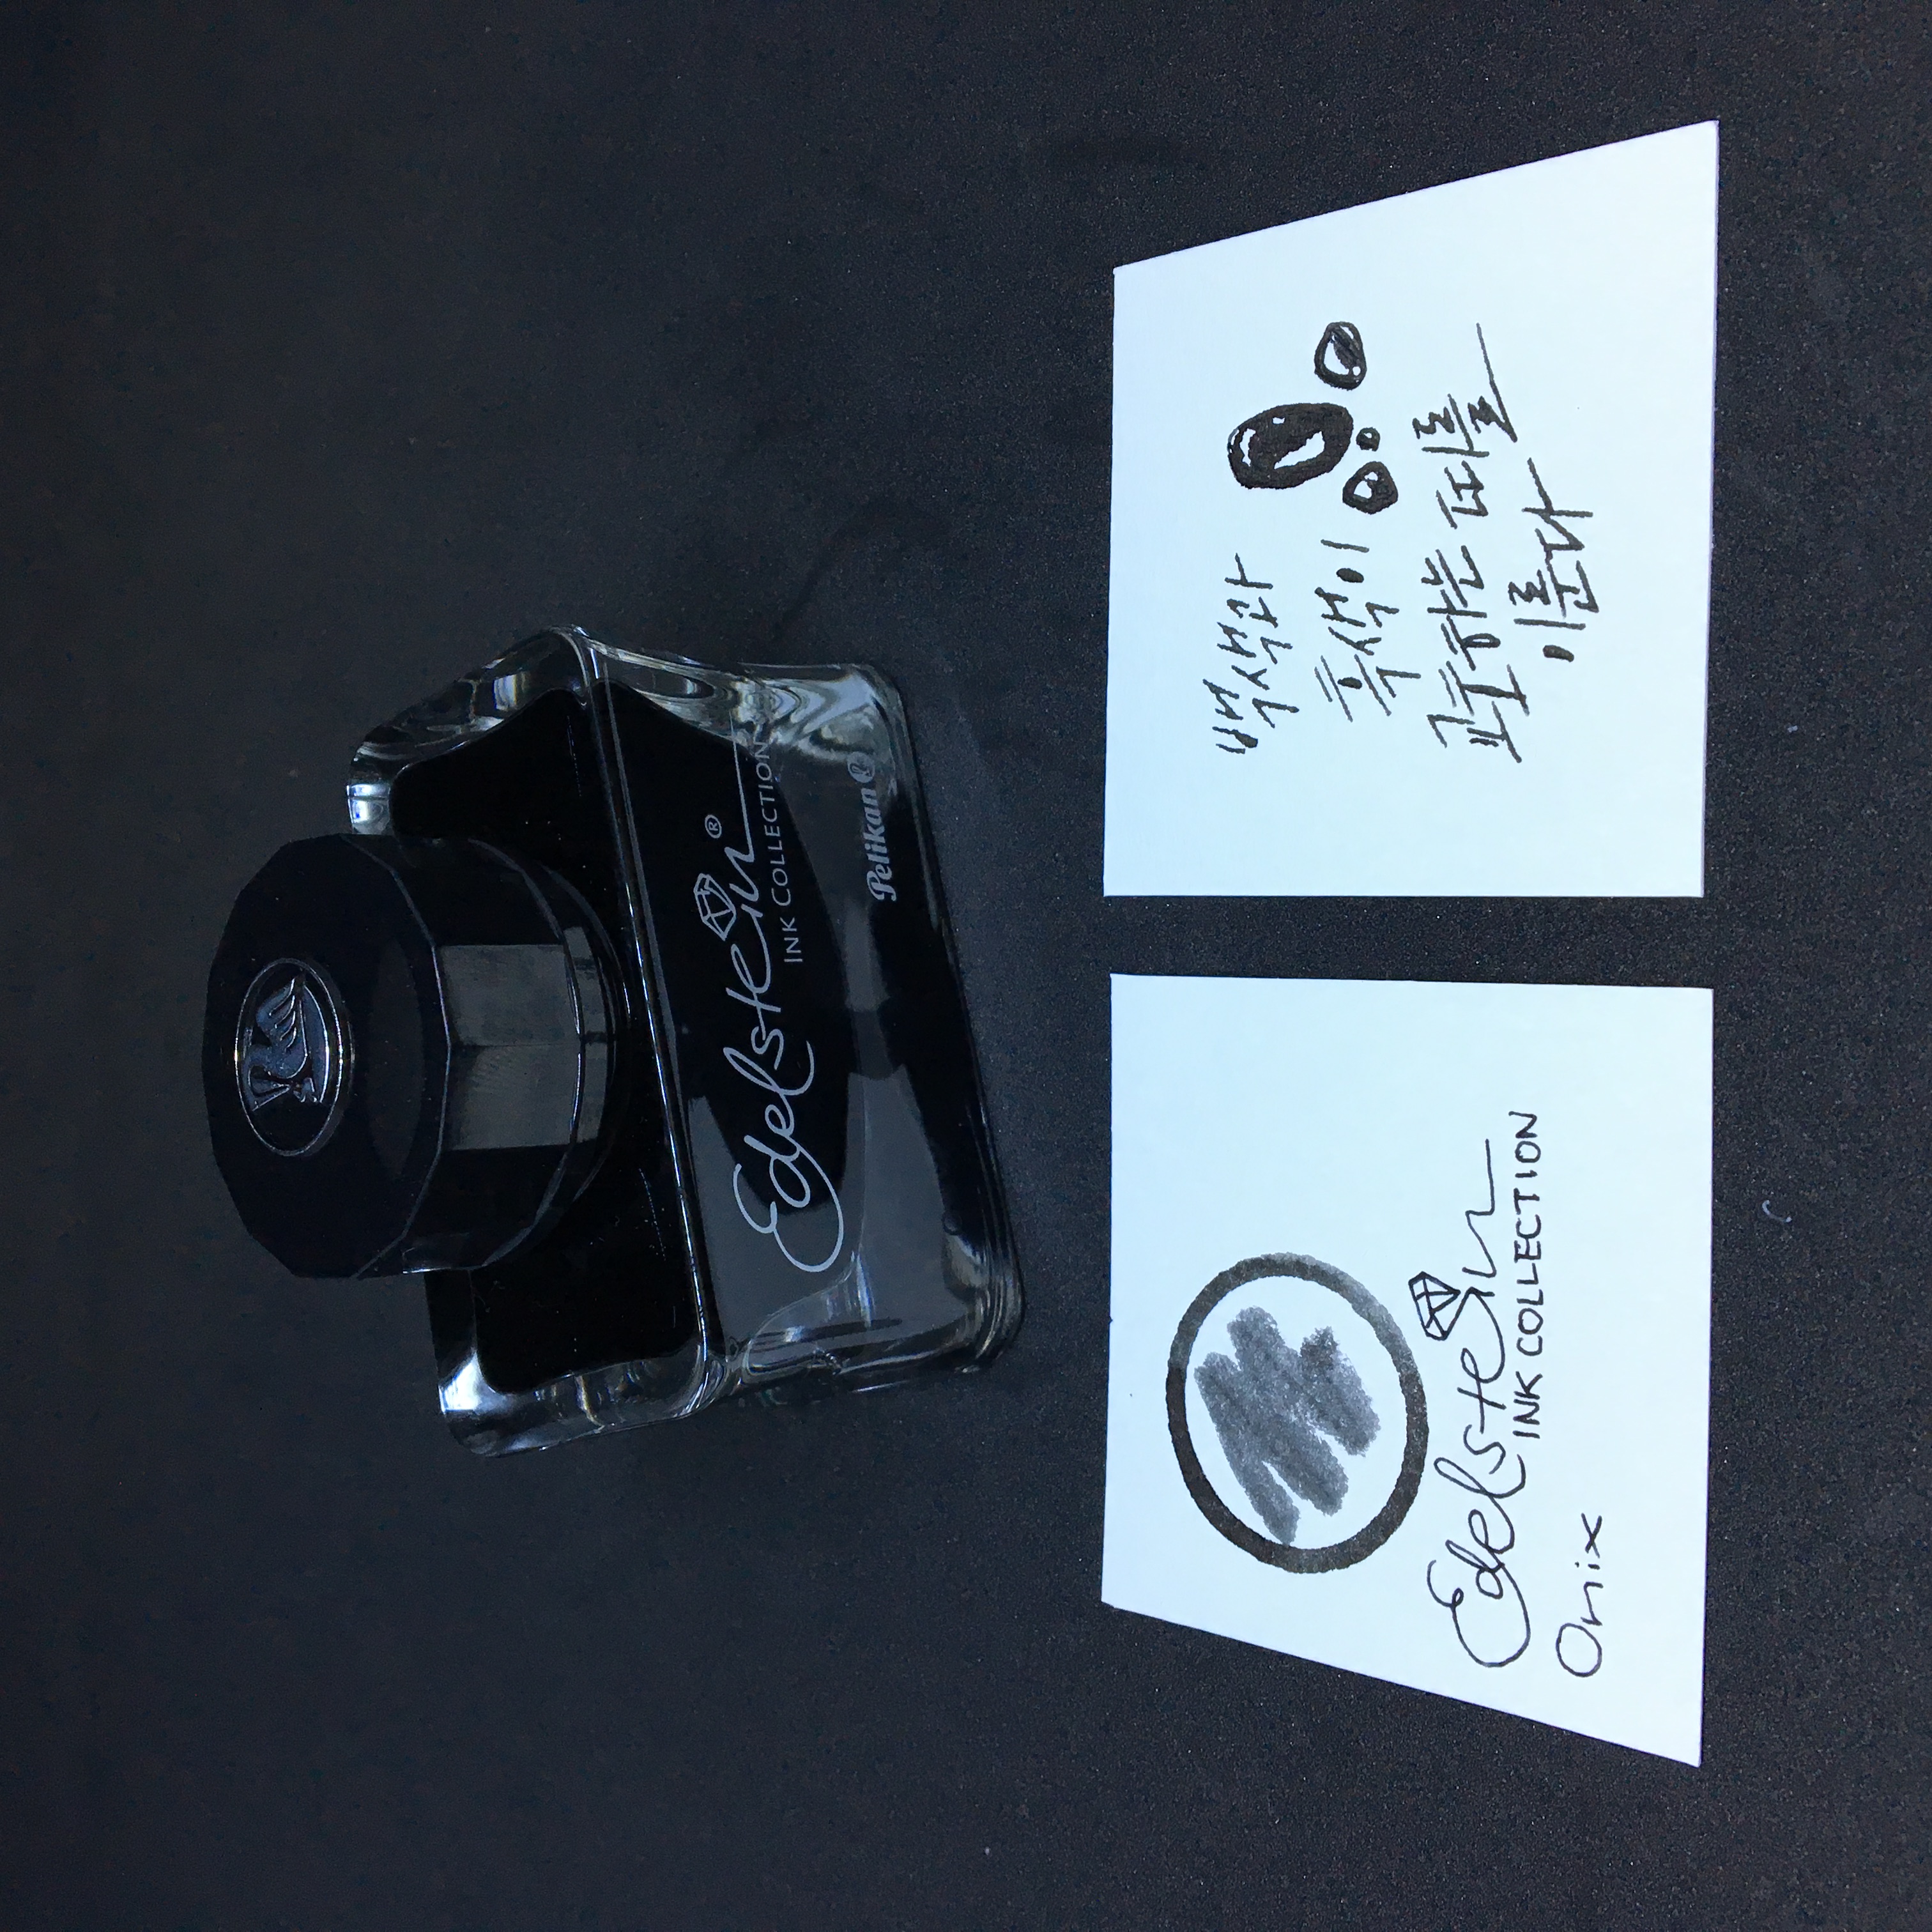 Edelstein®
INK COLLECTION
Pelikan
Edelstein
INK COLLECTION
Onix
백색과
흑색이
교호하는 띠를
이룬다